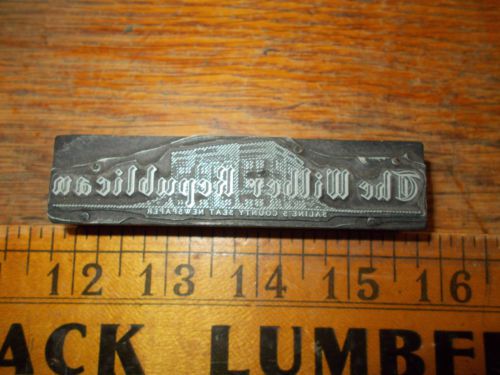 The Wilber Republican
SALINE'S COUNTY SEAT NEWSPAPER
12 13 14 15 16
ACK LUMBE